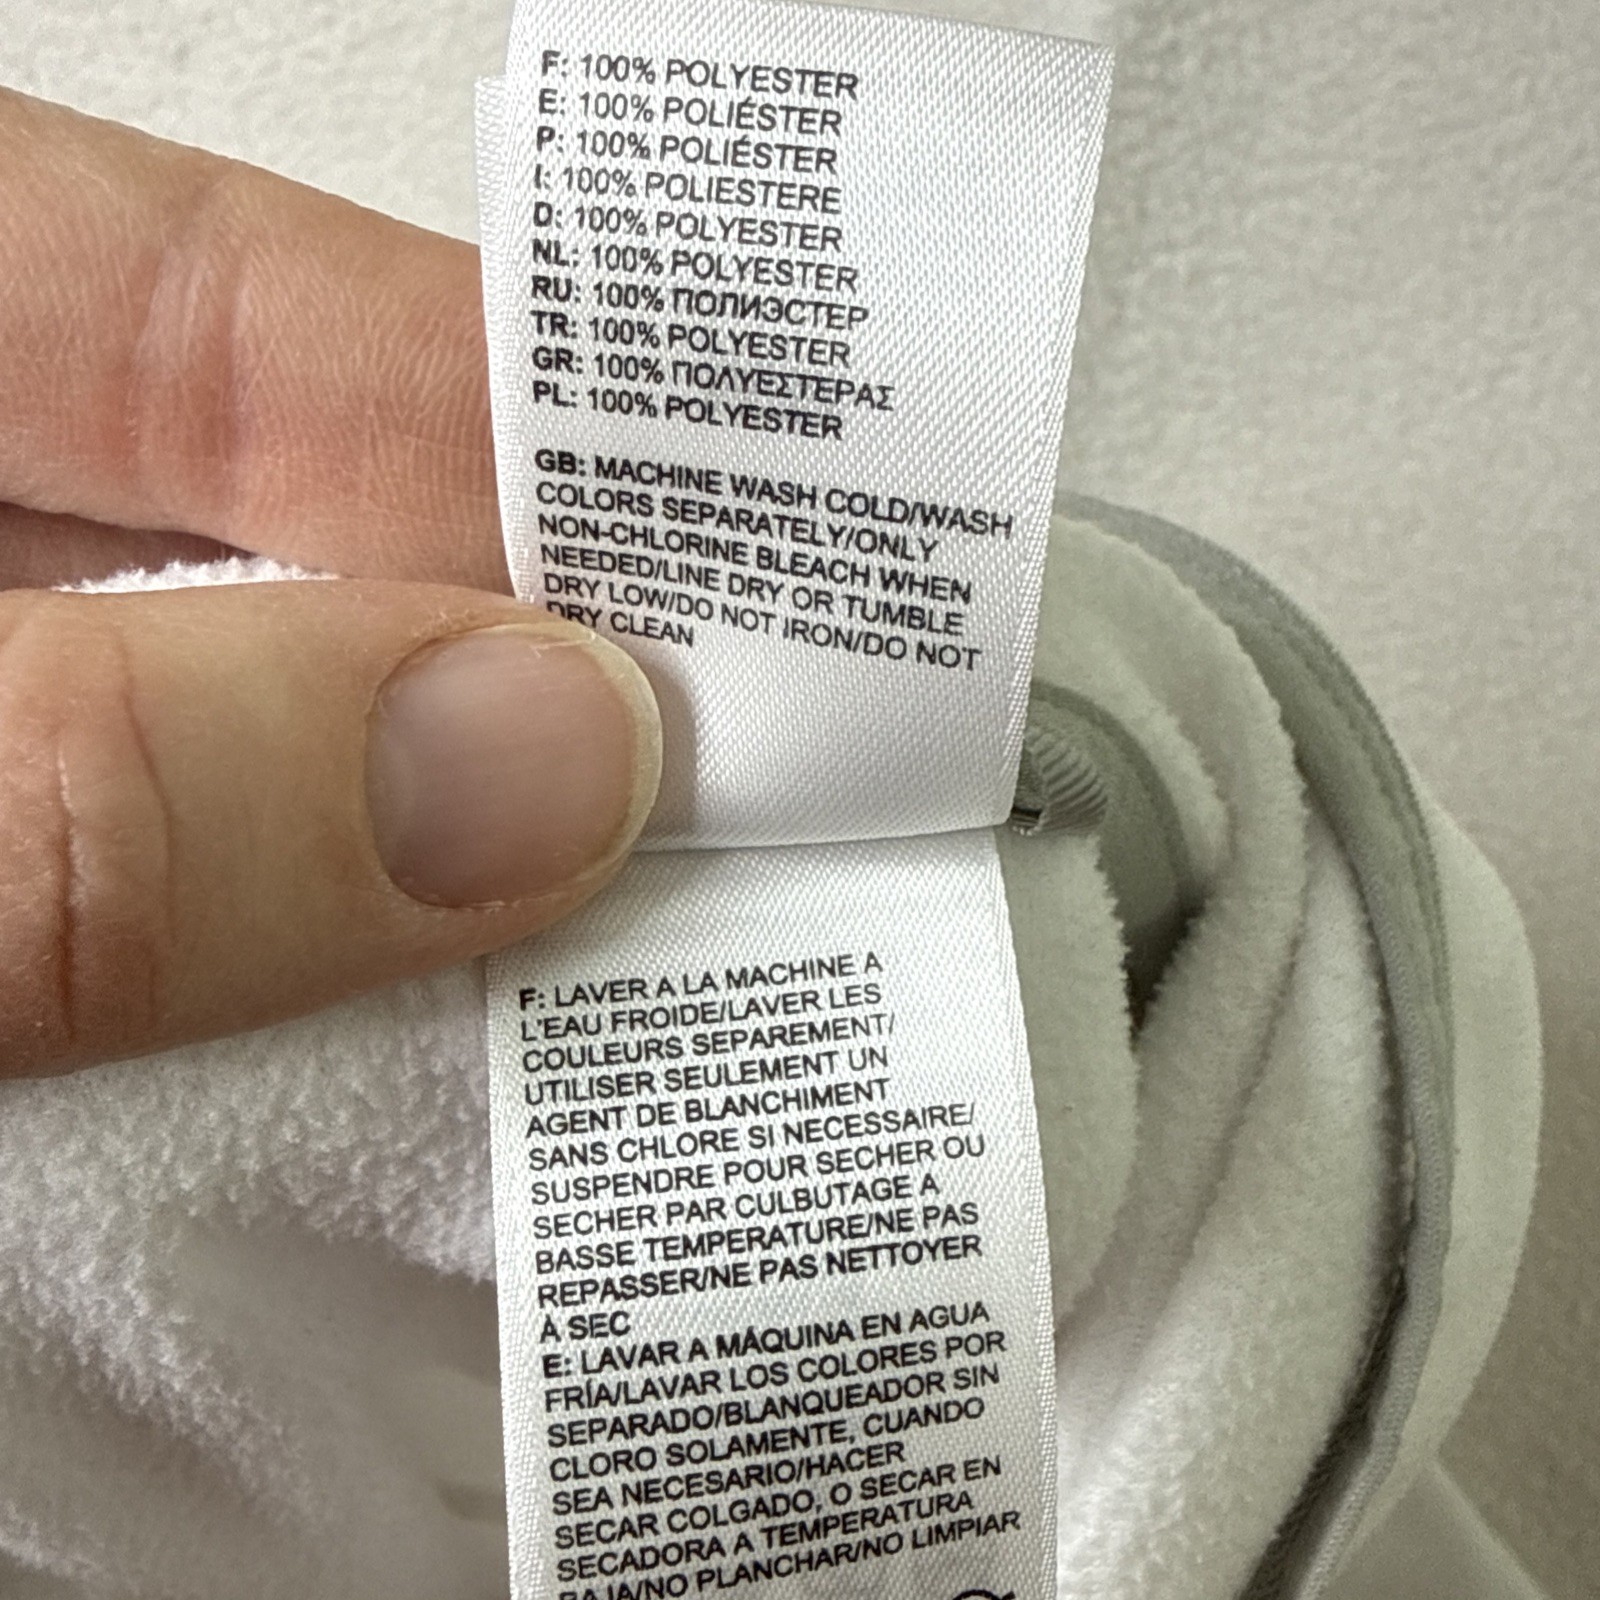 F: 100% POLYESTER
E: 100% POLIÉSTER
P: 100% POLIÉSTER
I: 100% POLIESTERE
D: 100% POLYESTER
NL: 100% POLYESTER
RU: 100% ПОЛИЭСТЕР
TR: 100% POLYESTER
GR: 100% ΠΟΛΥΕΣΤΕΡΑΣ
PL: 100% POLYESTER
GB: MACHINE WASH COLD/WASH
COLORS SEPARATELY/ONLY
NON-CHLORINE BLEACH WHEN
NEEDED/LINE DRY OR TUMBLE
DRY LOW/DO NOT IRON/DO NOT
DRY CLEAN
F: LAVER A LA MACHINE A
L'EAU FROIDE/LAVER LES
COULEURS SEPAREMENT/
UTILISER SEULEMENT UN
AGENT DE BLANCHIMENT
SANS CHLORE SI NECESSAIRE/
SUSPENDRE POUR SECHER OU
SECHER PAR CULBUTAGE A
BASSE TEMPERATURE/NE PAS
REPASSER/NE PAS NETTOYER
À SEC
E: LAVAR A MÁQUINA EN AGUA
FRÍA/LAVAR LOS COLORES POR
SEPARADO/BLANQUEADOR SIN
CLORO SOLAMENTE, CUANDO
SEA NECESARIO/HACER
SECAR COLGADO, O SECAR EN
SECADORA A TEMPERATURA
BAJA/NO PLANCHAR/NO LIMPIAR